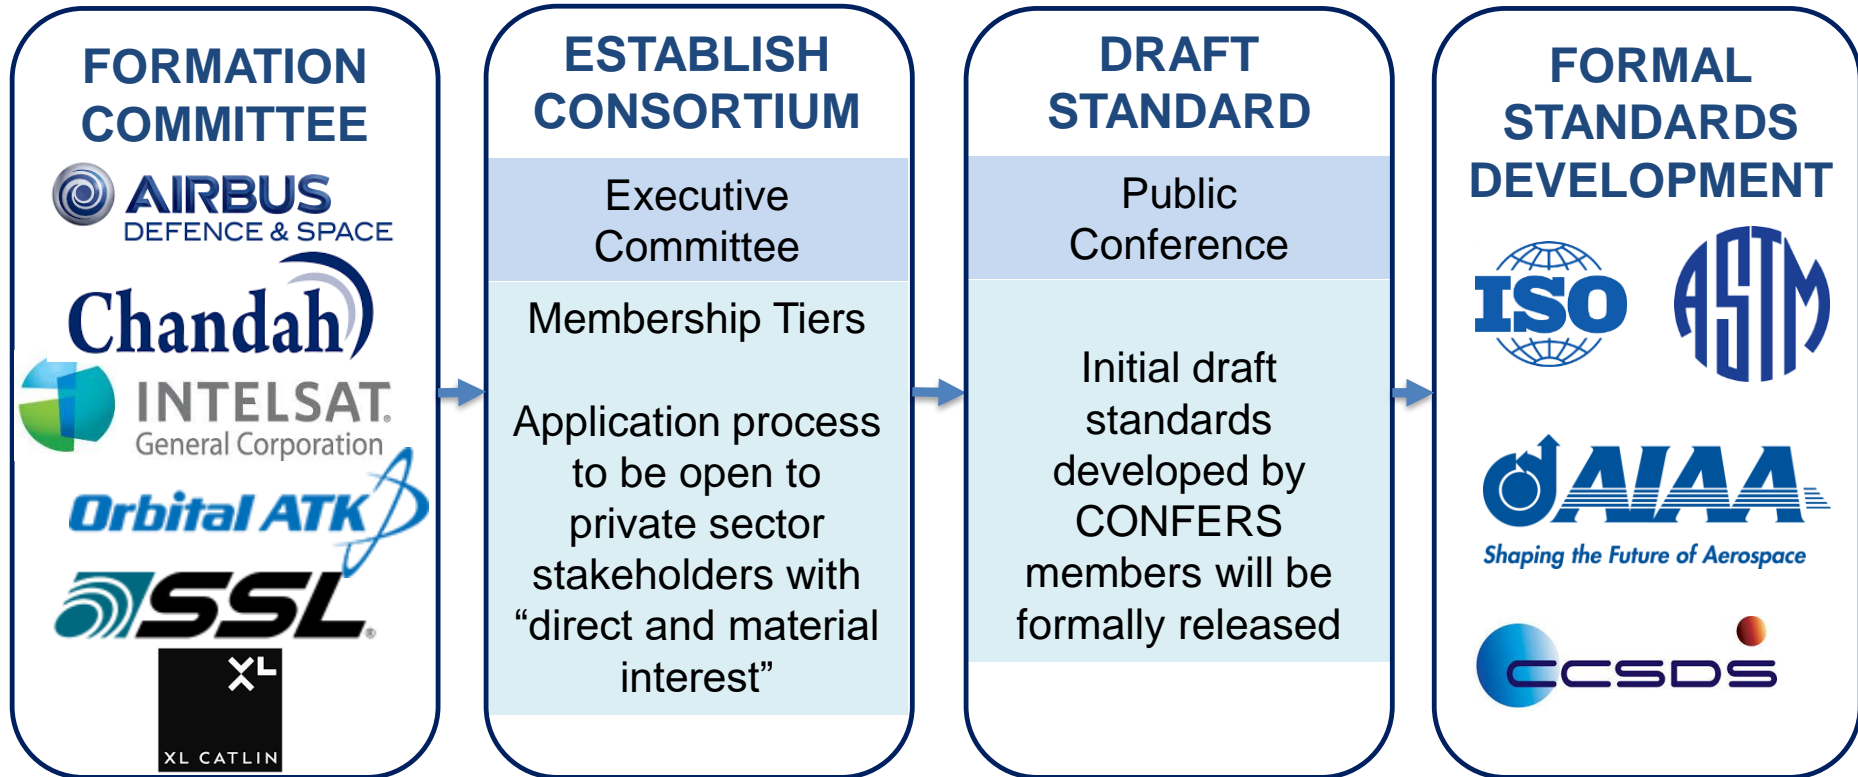 FORMATION
COMMITTEE
AIRBUS
DEFENCE & SPACE
Chandah
INTELSAT®
General Corporation
Orbital ATK
SSL®
XL
XL CATLIN
ESTABLISH
CONSORTIUM
Executive
Committee
Membership Tiers
Application process
to be open to
private sector
stakeholders with
“direct and material
interest”
DRAFT
STANDARD
Public
Conference
Initial draft
standards
developed by
CONFERS
members will be
formally released
FORMAL
STANDARDS
DEVELOPMENT
ISO
ASTM
AIAA
Shaping the Future of Aerospace
CCSDS